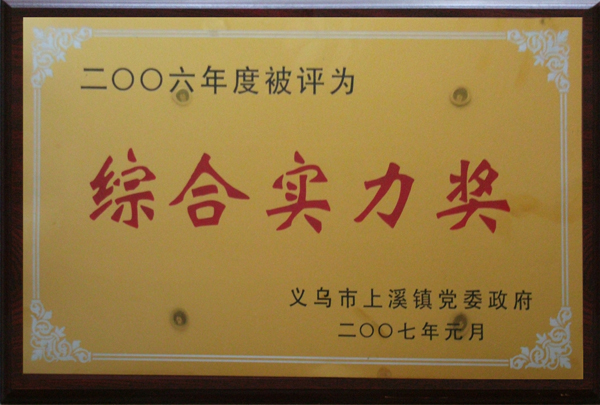 二〇〇六年度被评为
综合实力奖
义乌市上溪镇党委政府
二〇〇七年元月